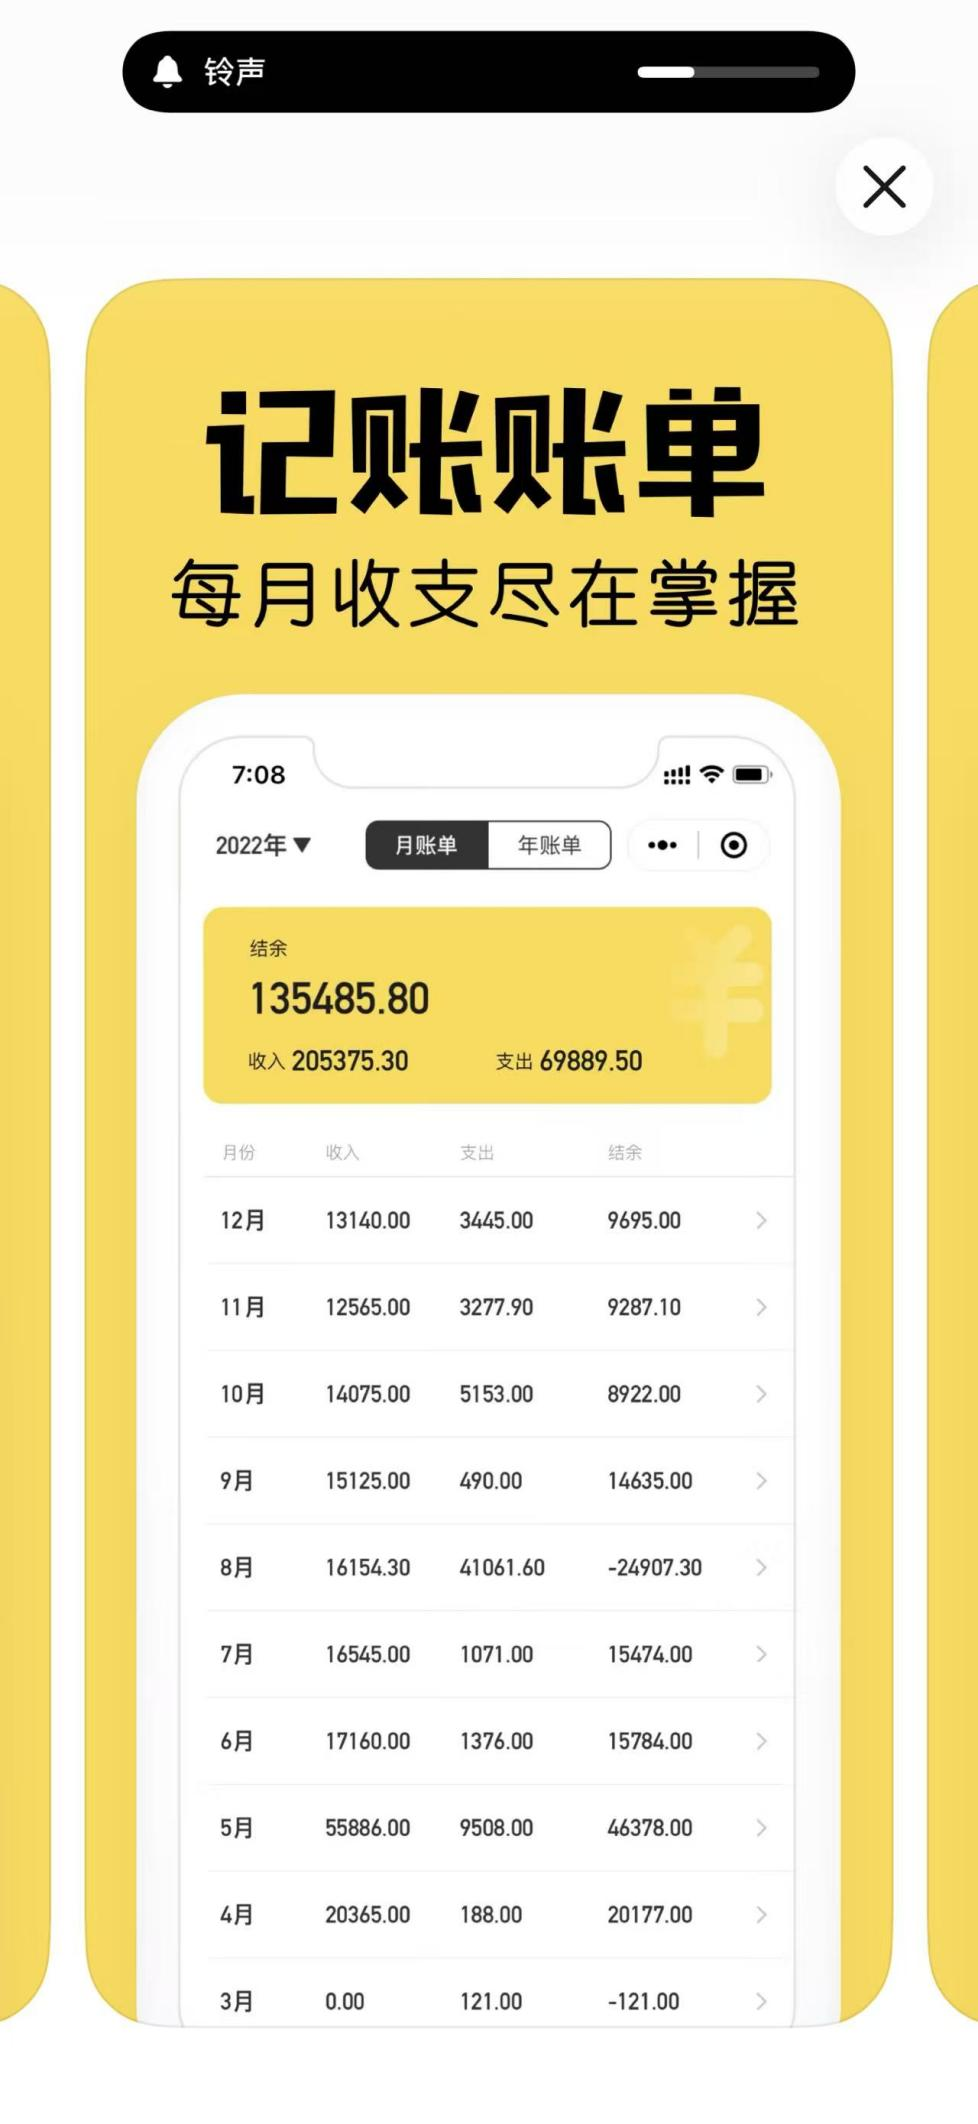 铃声
记账账单
每月收支尽在掌握
7:08
2022年 月账单 年账单
结余
135485.80
收入 205375.30 支出 69889.50
月份 收入 支出 结余
12月 13140.00 3445.00 9695.00
11月 12565.00 3277.90 9287.10
10月 14075.00 5153.00 8922.00
9月 15125.00 490.00 14635.00
8月 16154.30 41061.60 -24907.30
7月 16545.00 1071.00 15474.00
6月 17160.00 1376.00 15784.00
5月 55886.00 9508.00 46378.00
4月 20365.00 188.00 20177.00
3月 0.00 121.00 -121.00